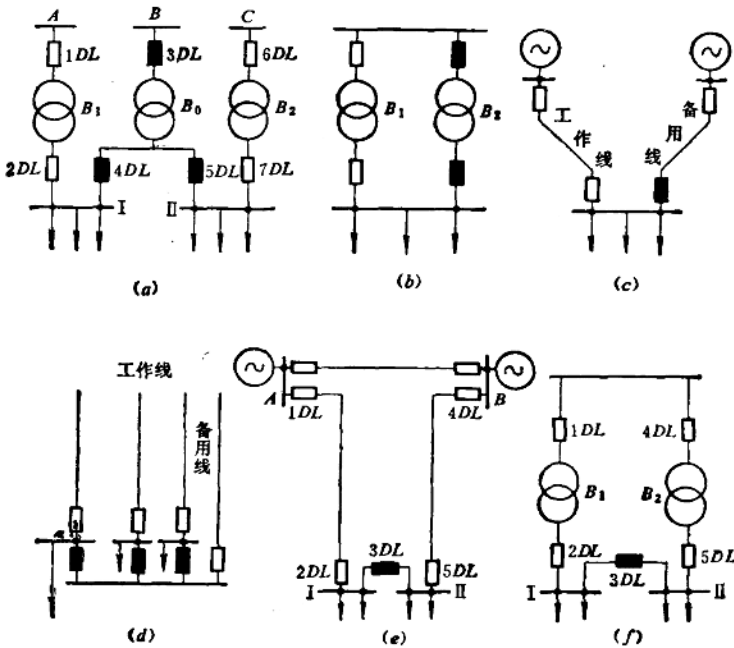 A
B
C
1DL
3DL
6DL
B₁
B₀
B₂
2DL
4DL
5DL
7DL
I
II
(a)
B₁
B₂
(b)
工作线
备用线
(c)
工作线
备用线
(d)
A
B
1DL
4DL
2DL
3DL
5DL
I
II
(e)
1DL
4DL
B₁
B₂
2DL
3DL
5DL
I
II
(f)